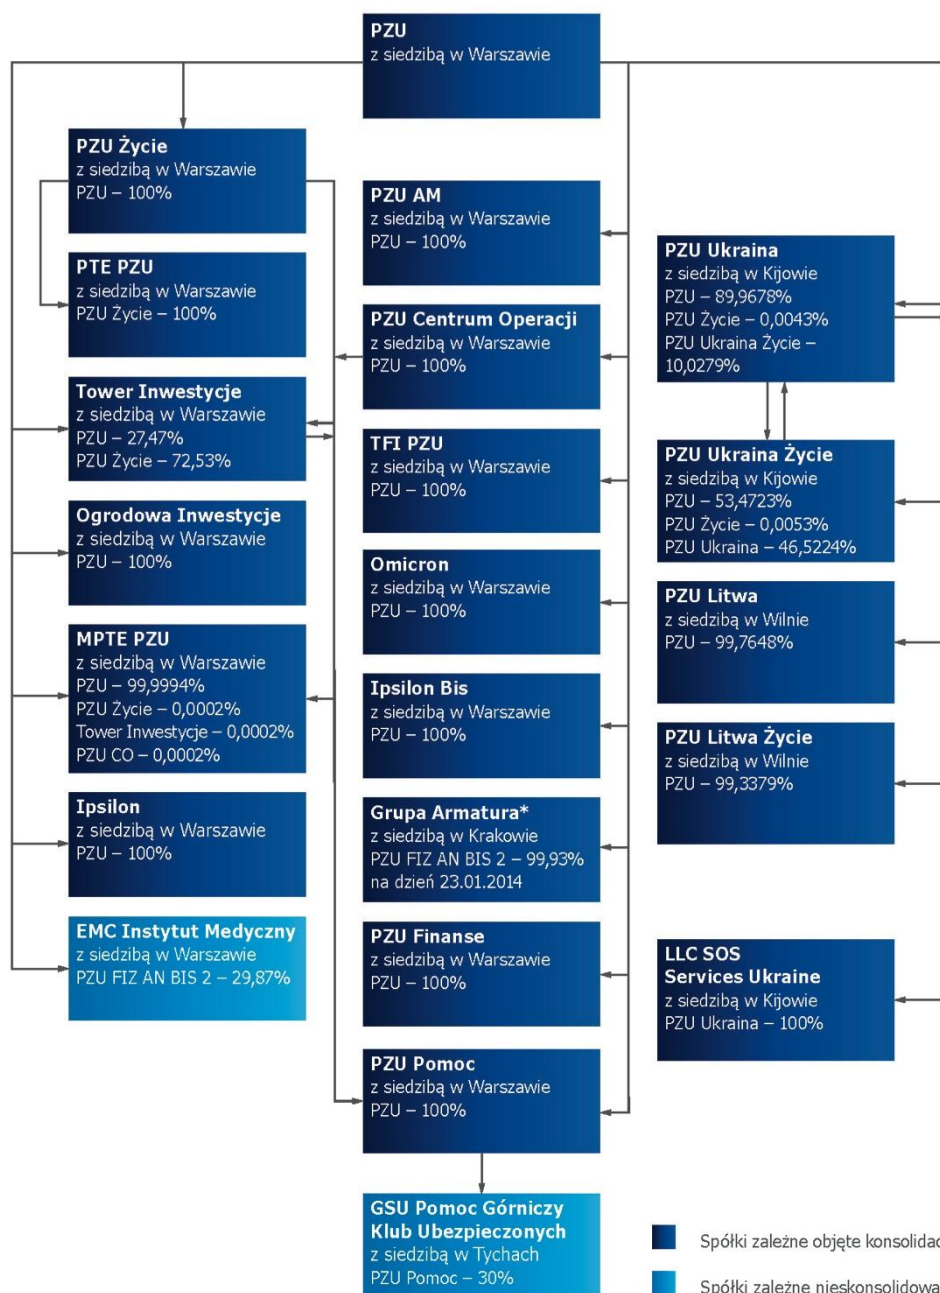 PZU
z siedzibą w Warszawie
PZU Życie
z siedzibą w Warszawie
PZU – 100%
PTE PZU
z siedzibą w Warszawie
PZU Życie – 100%
Tower Inwestycje
z siedzibą w Warszawie
PZU – 27,47%
PZU Życie – 72,53%
Ogrodowa Inwestycje
z siedzibą w Warszawie
PZU – 100%
MPTE PZU
z siedzibą w Warszawie
PZU – 99,9994%
PZU Życie – 0,0002%
Tower Inwestycje – 0,0002%
PZU CO – 0,0002%
Ipsilon
z siedzibą w Warszawie
PZU – 100%
EMC Instytut Medyczny
z siedzibą w Warszawie
PZU FIZ AN BIS 2 – 29,87%
PZU AM
z siedzibą w Warszawie
PZU – 100%
PZU Centrum Operacji
z siedzibą w Warszawie
PZU – 100%
TFI PZU
z siedzibą w Warszawie
PZU – 100%
Omicron
z siedzibą w Warszawie
PZU – 100%
Ipsilon Bis
z siedzibą w Warszawie
PZU – 100%
Grupa Armatura*
z siedzibą w Krakowie
PZU FIZ AN BIS 2 – 99,93%
na dzień 23.01.2014
PZU Finanse
z siedzibą w Warszawie
PZU – 100%
PZU Pomoc
z siedzibą w Warszawie
PZU – 100%
GSU Pomoc Górniczy
Klub Ubezpieczonych
z siedzibą w Tychach
PZU Pomoc – 30%
PZU Ukraina
z siedzibą w Kijowie
PZU – 89,9678%
PZU Życie – 0,0043%
PZU Ukraina Życie –
10,0279%
PZU Ukraina Życie
z siedzibą w Kijowie
PZU – 53,4723%
PZU Życie – 0,0053%
PZU Ukraina – 46,5224%
PZU Litwa
z siedzibą w Wilnie
PZU – 99,7648%
PZU Litwa Życie
z siedzibą w Wilnie
PZU – 99,3379%
LLC SOS
Services Ukraine
z siedzibą w Kijowie
PZU Ukraina – 100%
Spółki zależne objęte konsolidac
Spółki zależne nieskonsolidowa